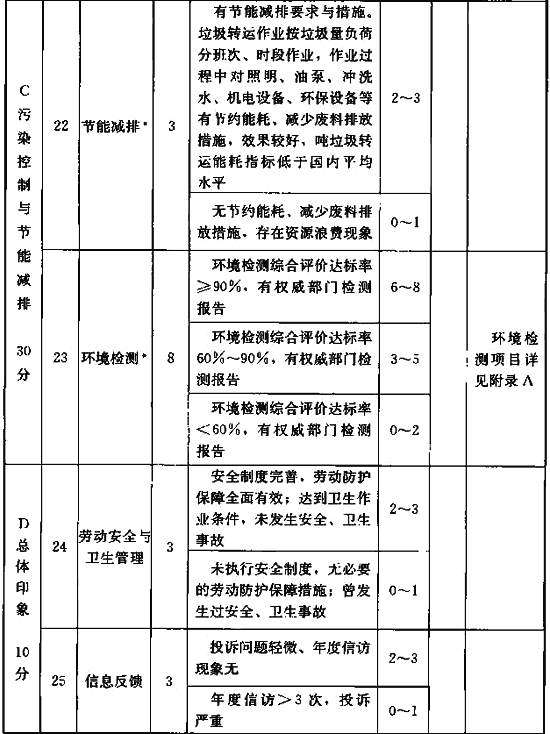 C
污
染
控
制
与
节
能
减
排
30
分
22
节能减排*
3
有节能减排要求与措施。
垃圾转运作业按垃圾量负荷
分班次、时段作业，作业过
程中对照明、油泵、冲洗
水、机电设备、环保设备等
有节约能耗、减少废料排放
措施，效果较好，吨垃圾转
运能耗指标低于国内平均
水平
2～3
无节约能耗、减少废料排
放措施，存在资源浪费现象
0～1
23
环境检测*
8
环境检测综合评价达标率
≥90%，有权威部门检测
报告
6～8
环境检测综合评价达标率
60%～90%，有权威部门检
测报告
3～5
环境检测综合评价达标率
＜60%，有权威部门检测
报告
0～2
环境检
测项目详
见附录 A
D
总
体
印
象
10
分
24
劳动安全与
卫生管理
3
安全制度完善，劳动防护
保障全面有效；达到卫生作
业条件，未发生安全、卫生
事故
2～3
未执行安全制度，无必要
的劳动防护保障措施；曾发
生过安全、卫生事故
0～1
25
信息反馈
3
投诉问题轻微、年度信访
现象无
2～3
年度信访＞3 次，投诉
严重
0～1